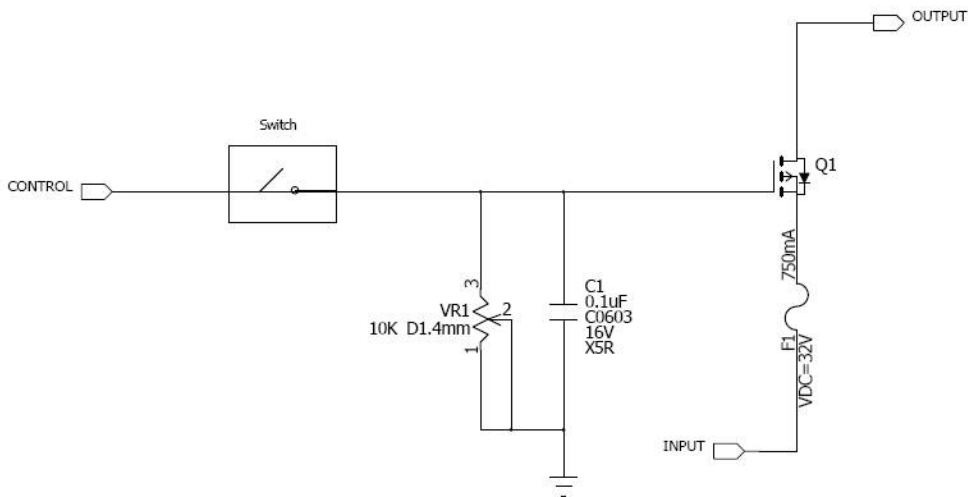 OUTPUT
Switch
Q1
CONTROL
750mA
3
C1
VR1
2
0.1uF
10K D1.4mm
C0603
16V
1
X5R
F1
VDC=32V
INPUT